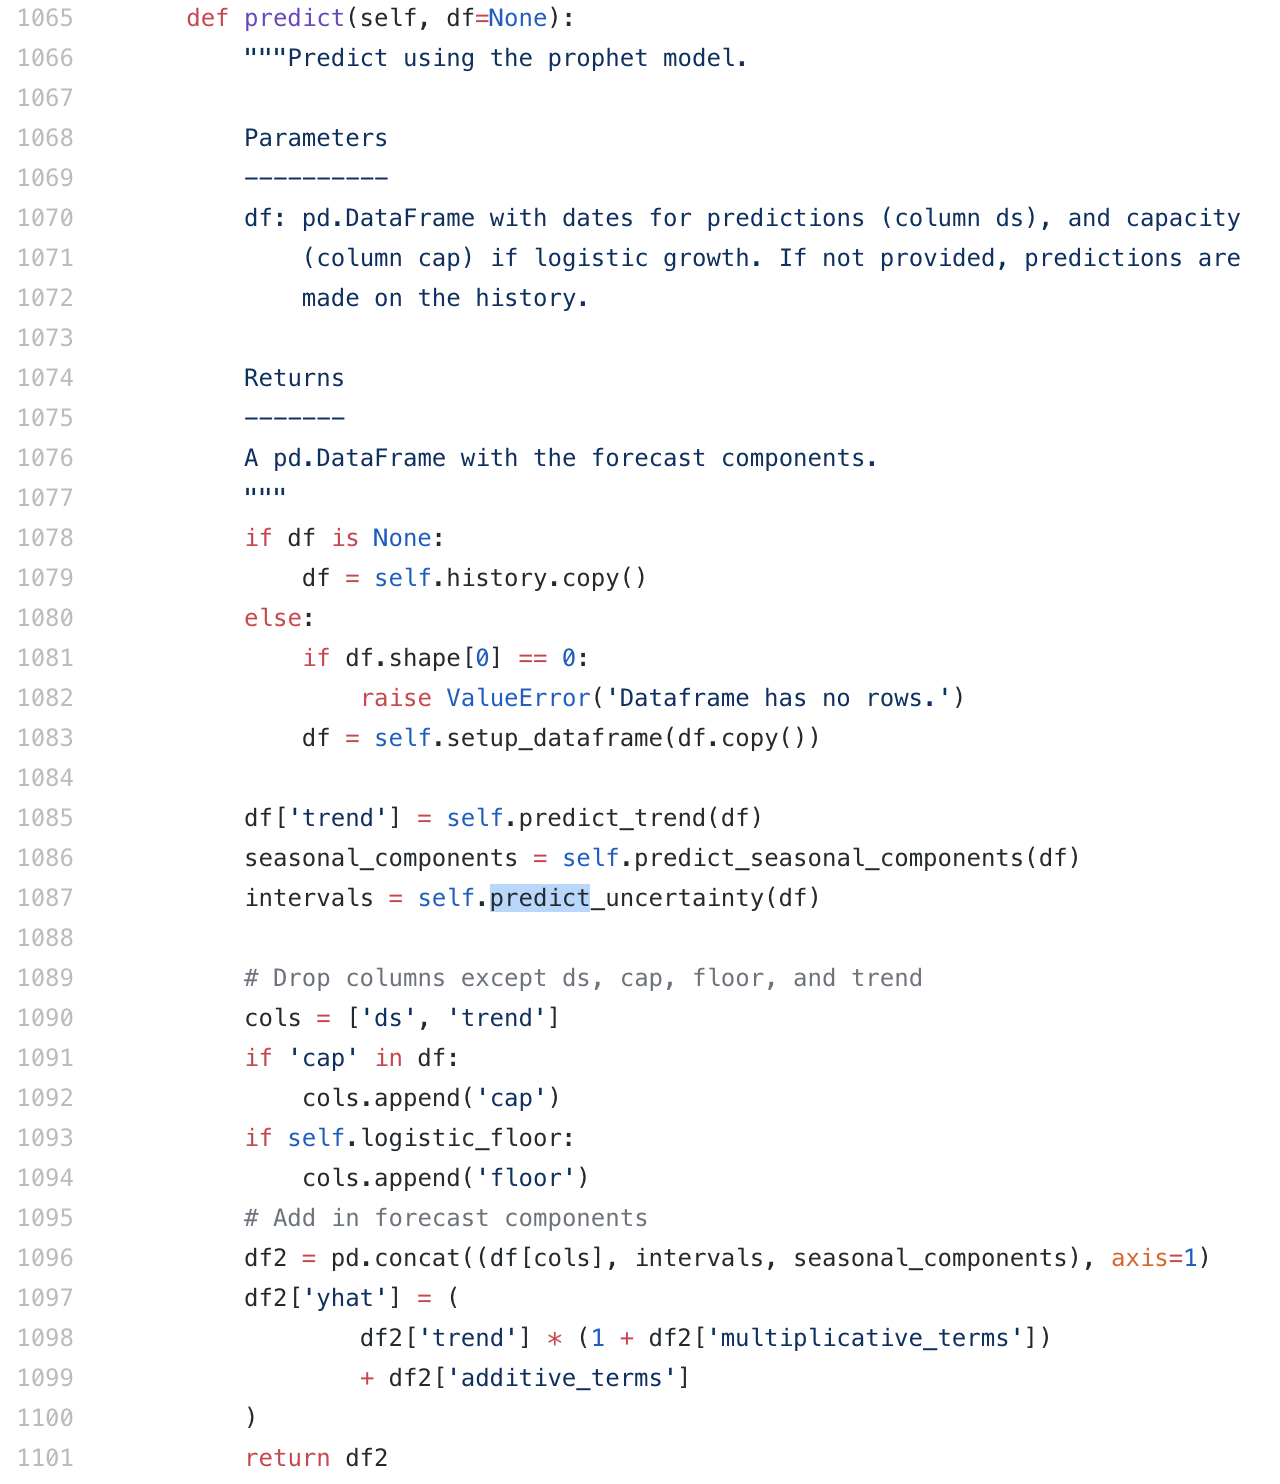 1065 def predict(self, df=None):
1066 """Predict using the prophet model.
1067
1068 Parameters
1069 ----------
1070 df: pd.DataFrame with dates for predictions (column ds), and capacity
1071 (column cap) if logistic growth. If not provided, predictions are
1072 made on the history.
1073
1074 Returns
1075 -------
1076 A pd.DataFrame with the forecast components.
1077 """
1078 if df is None:
1079 df = self.history.copy()
1080 else:
1081 if df.shape[0] == 0:
1082 raise ValueError('Dataframe has no rows.')
1083 df = self.setup_dataframe(df.copy())
1084
1085 df['trend'] = self.predict_trend(df)
1086 seasonal_components = self.predict_seasonal_components(df)
1087 intervals = self.predict_uncertainty(df)
1088
1089 # Drop columns except ds, cap, floor, and trend
1090 cols = ['ds', 'trend']
1091 if 'cap' in df:
1092 cols.append('cap')
1093 if self.logistic_floor:
1094 cols.append('floor')
1095 # Add in forecast components
1096 df2 = pd.concat((df[cols], intervals, seasonal_components), axis=1)
1097 df2['yhat'] = (
1098 df2['trend'] * (1 + df2['multiplicative_terms'])
1099 + df2['additive_terms']
1100 )
1101 return df2